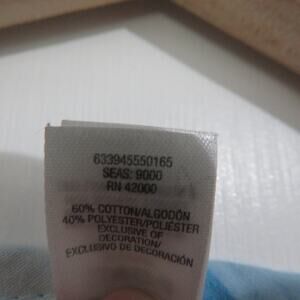 633945550165
SEAS: 9000
RN 42000
60% COTTON/ALGODÓN
40% POLYESTER/POLIÉSTER
EXCLUSIVE OF
DECORATION/
EXCLUSIVO DE DECORACIÓN